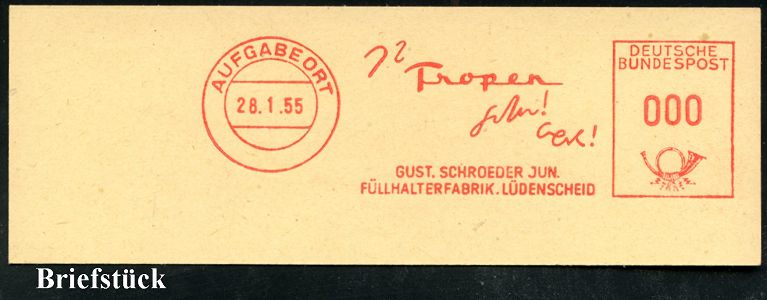 AUFGABEORT
28.1.55
Tropen
DEUTSCHE
BUNDESPOST
000
GUST. SCHROEDER JUN.
FÜLLHALTERFABRIK. LÜDENSCHEID
Briefstück